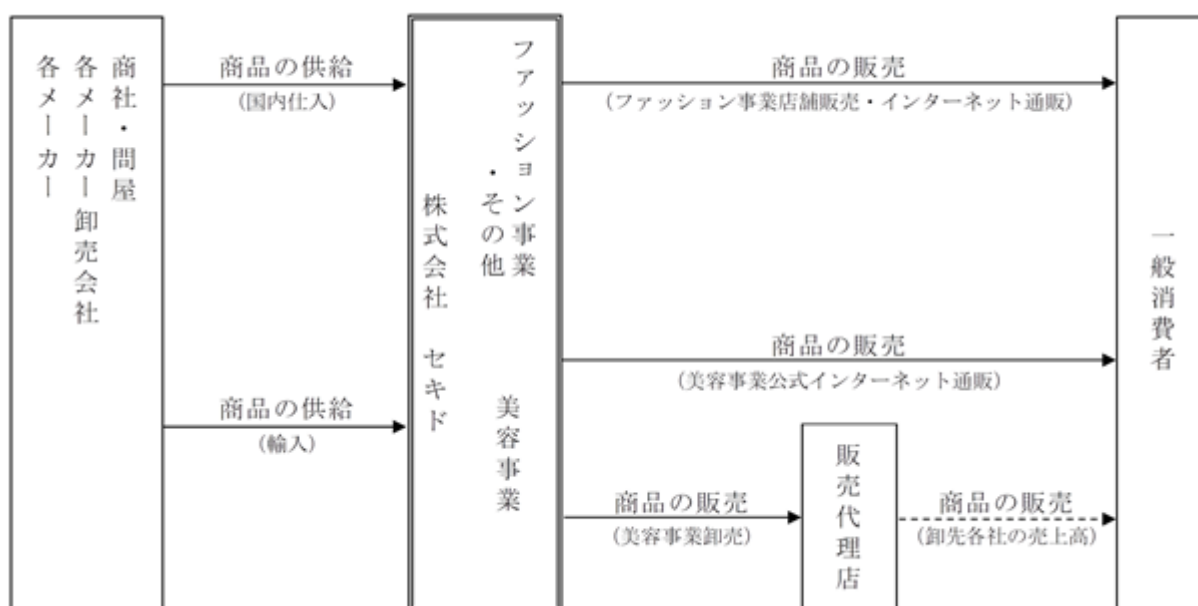 商社・問屋
各メーカー卸売会社
各メーカー
商品の供給
(国内仕入)
商品の供給
(輸入)
ファッション事業
・その他
美容事業
株式会社 セキド
商品の販売
(ファッション事業店舗販売・インターネット通販)
商品の販売
(美容事業公式インターネット通販)
商品の販売
(美容事業卸売)
販売代理店
商品の販売
(卸先各社の売上高)
一般消費者